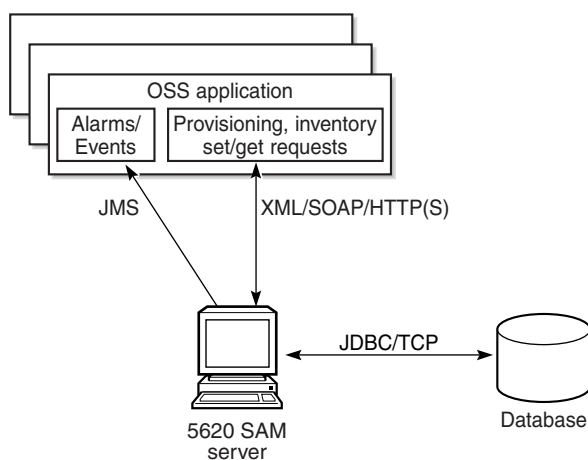 OSS application
Alarms/
Events
Provisioning, inventory
set/get requests
JMS
XML/SOAP/HTTP(S)
JDBC/TCP
5620 SAM
server
Database